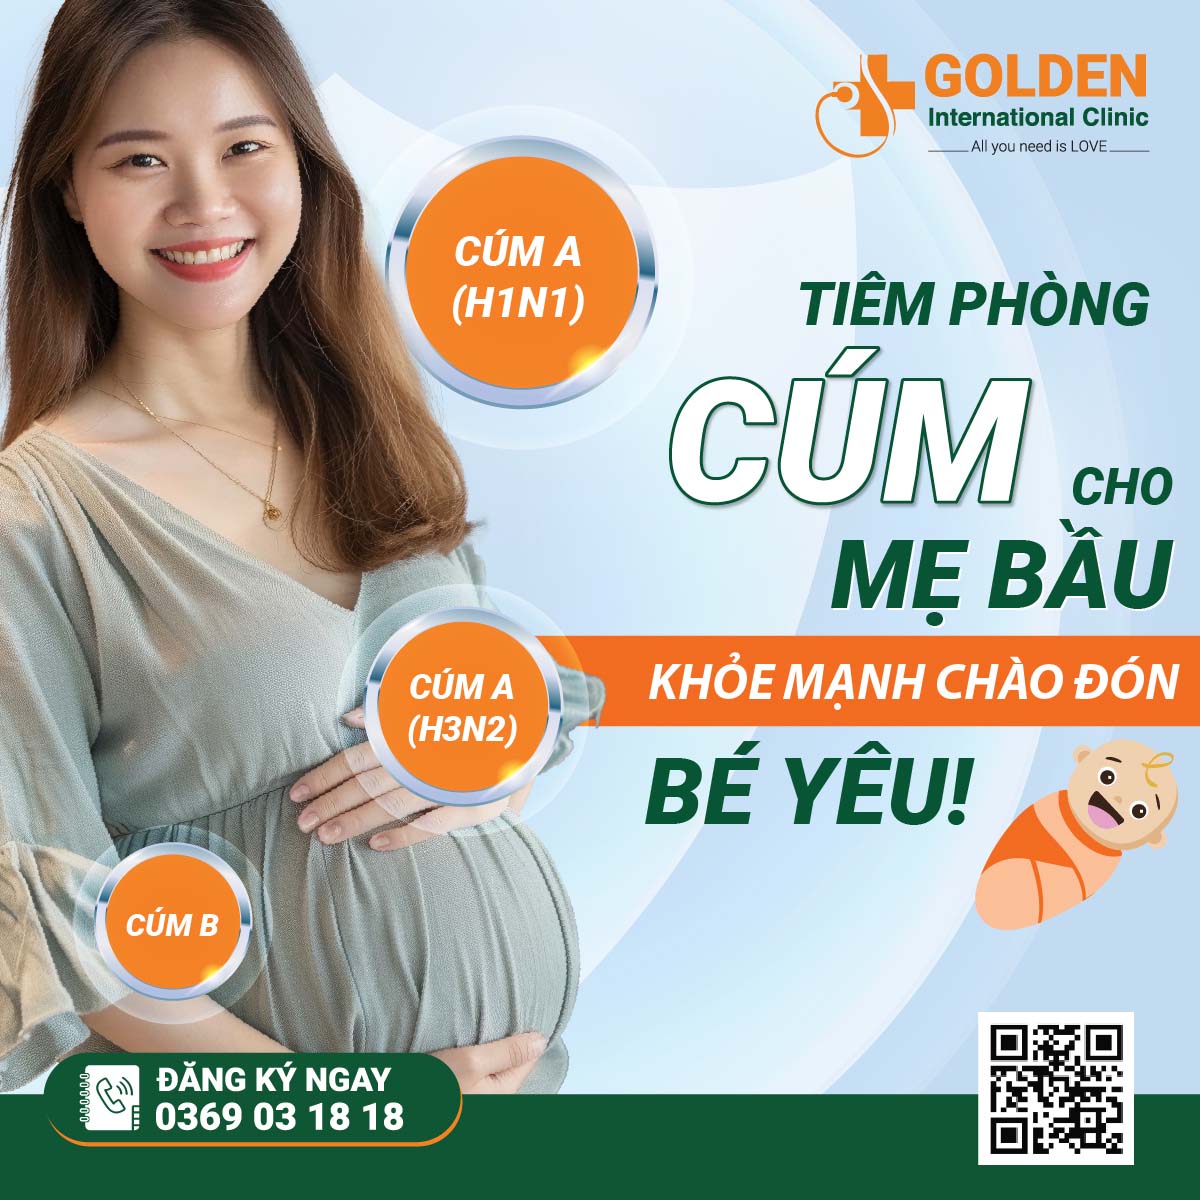 GOLDEN
International Clinic
All you need is LOVE
CÚM A
(H1N1)
TIÊM PHÒNG
CÚM CHO
MẸ BẦU
CÚM A
(H3N2)
KHỎE MẠNH CHÀO ĐÓN
BÉ YÊU!
CÚM B
ĐĂNG KÝ NGAY
0369 03 18 18